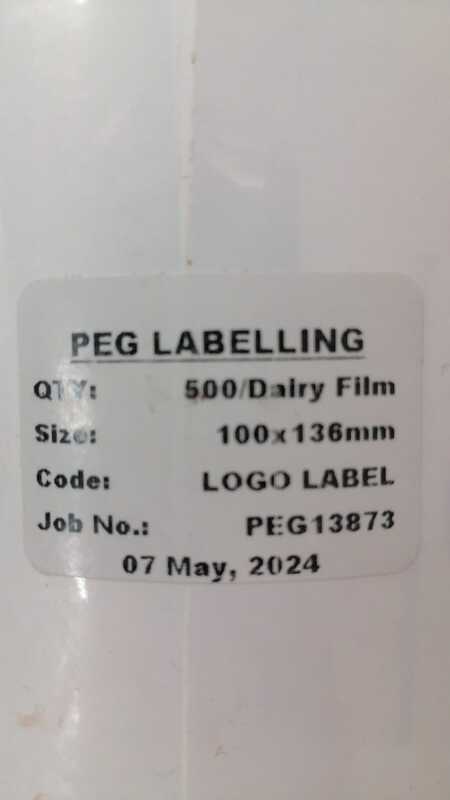 PEG LABELLING
QTY: 500/Dairy Film
Size: 100x136mm
Code: LOGO LABEL
Job No.: PEG13873
07 May, 2024